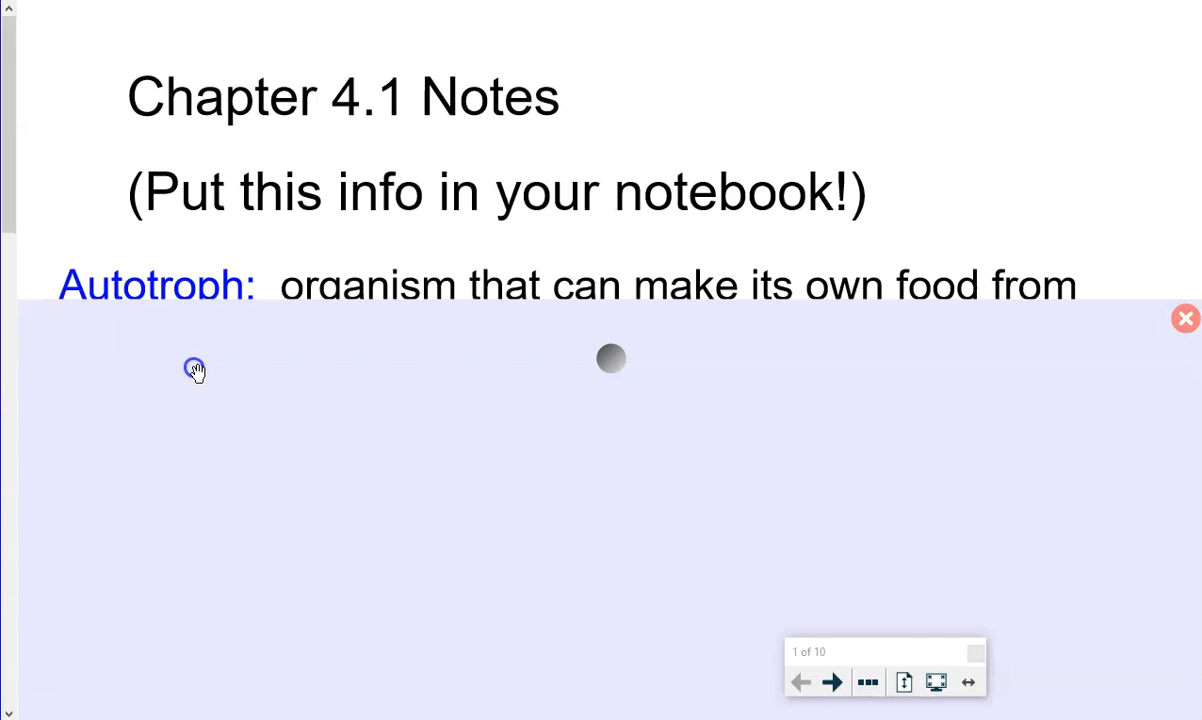 Chapter 4.1 Notes
(Put this info in your notebook!)
Autotroph: organism that can make its own food from
1 of 10